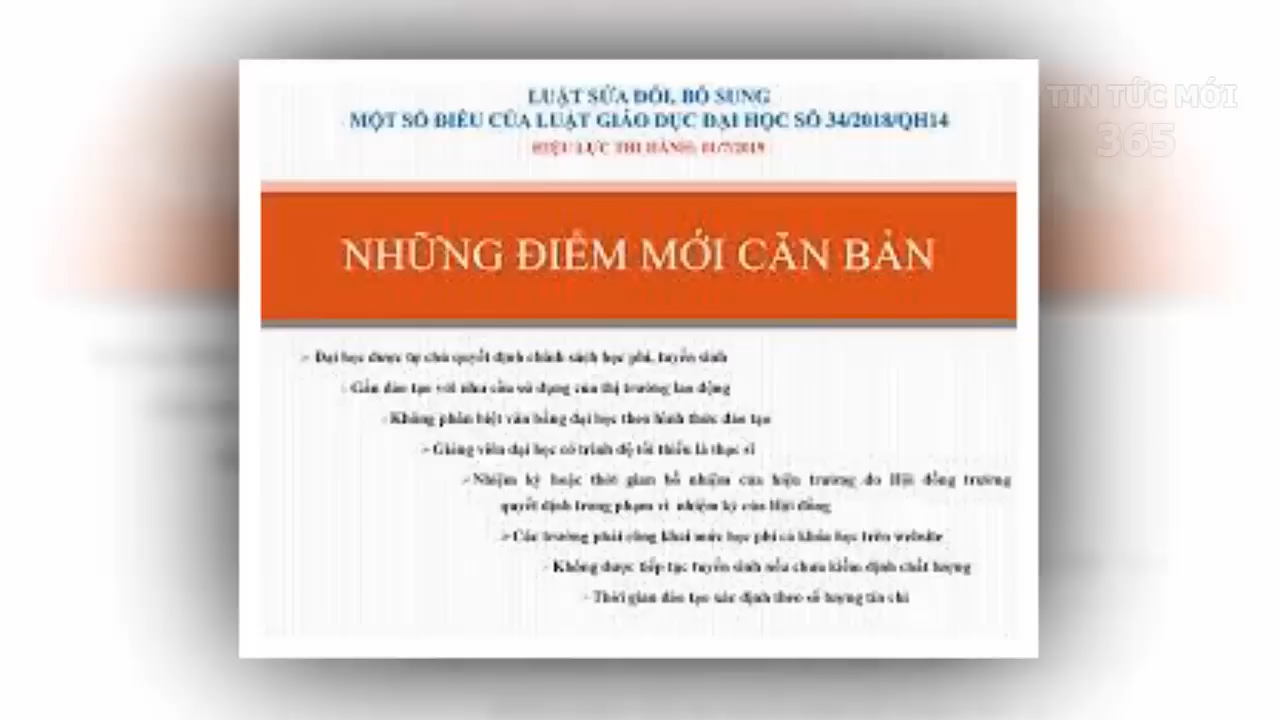 LUẬT SỬA ĐỔI, BỔ SUNG
MỘT SỐ ĐIỀU CỦA LUẬT GIÁO DỤC ĐẠI HỌC SỐ 34/2018/QH14
HIỆU LỰC THI HÀNH: 01/7/2019
TIN TỨC MỚI
365
NHỮNG ĐIỂM MỚI CĂN BẢN
Đại học được tự chủ quyết định chính sách học phí, tuyển sinh
Gắn đào tạo với nhu cầu sử dụng của thị trường lao động
Không phân biệt văn bằng đại học theo hình thức đào tạo
Giảng viên đại học có trình độ tối thiểu là thạc sĩ
Nhiệm kỳ hoặc thời gian bổ nhiệm của hiệu trưởng do Hội đồng trường
quyết định trong phạm vi nhiệm kỳ của Hội đồng
Các trường phải công khai mức học phí cả khóa học trên website
Không được tiếp tục tuyển sinh nếu chưa kiểm định chất lượng
Thời gian đào tạo xác định theo số lượng tín chỉ